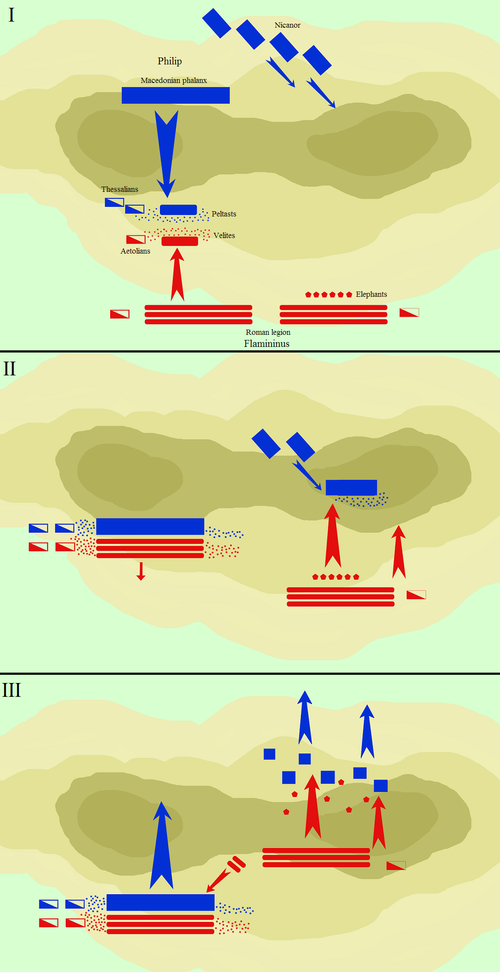 I
Nicanor
Philip
Macedonian phalanx
Thessalians
Peltasts
Velites
Aetolians
Elephants
Roman legion
Flamininus
II
III